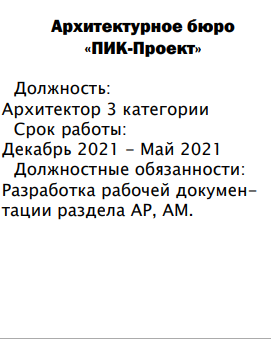 Архитектурное бюро
«ПИК-Проект»
Должность:
Архитектор 3 категории
Срок работы:
Декабрь 2021 – Май 2021
Должностные обязанности:
Разработка рабочей докумен-
тации раздела АР, АМ.